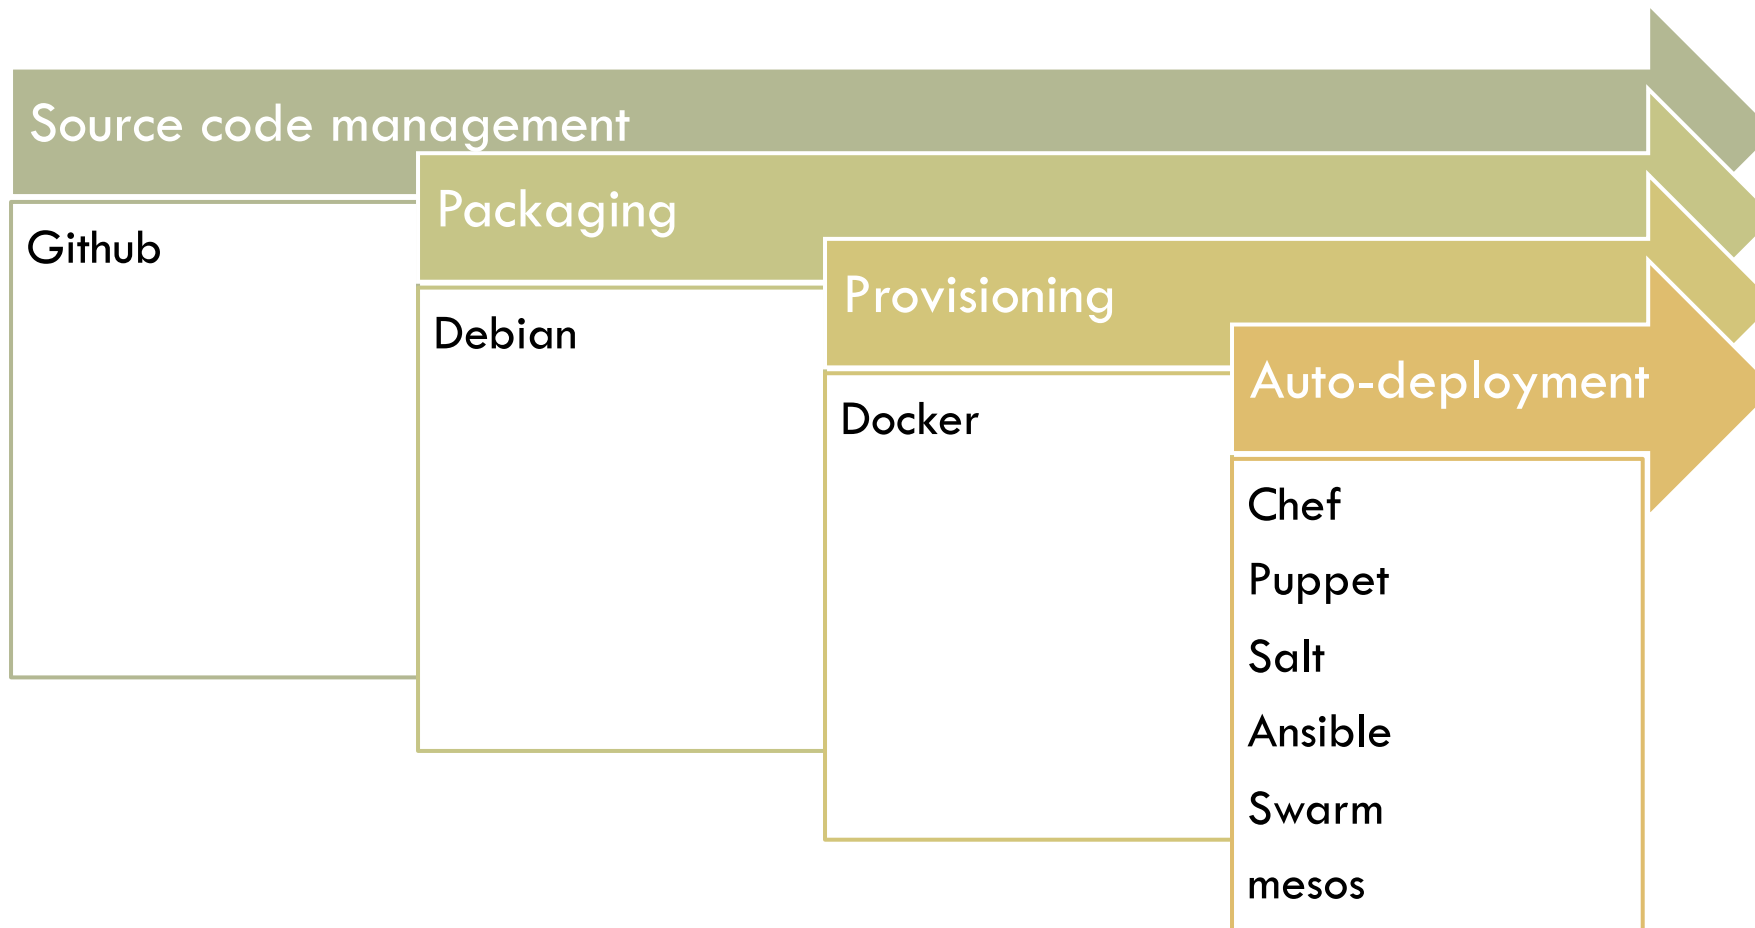 Source code management
Github
Packaging
Debian
Provisioning
Docker
Auto-deployment
Chef
Puppet
Salt
Ansible
Swarm
mesos